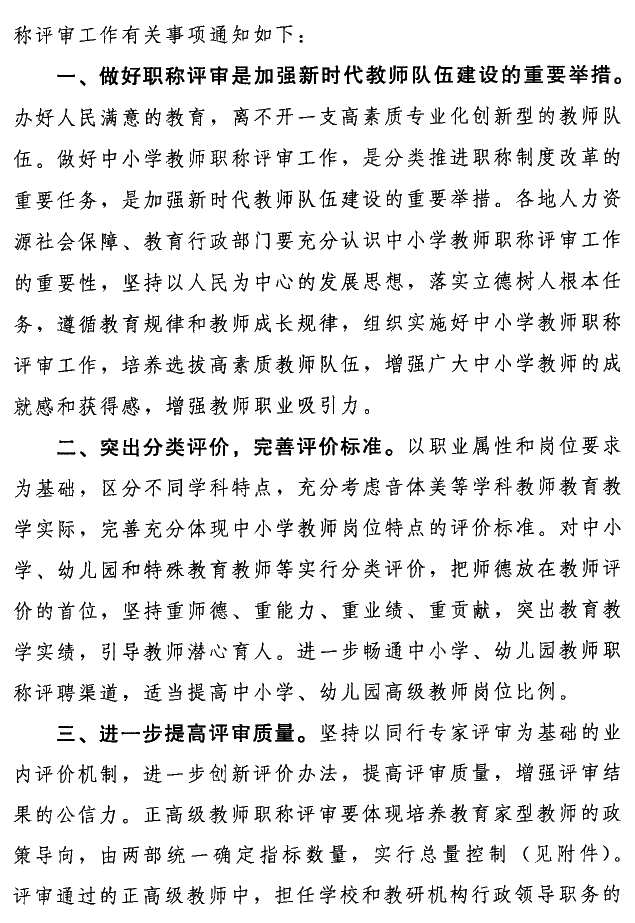 称评审工作有关事项通知如下：
一、做好职称评审是加强新时代教师队伍建设的重要举措。
办好人民满意的教育，离不开一支高素质专业化创新型的教师队
伍。做好中小学教师职称评审工作，是分类推进职称制度改革的
重要任务，是加强新时代教师队伍建设的重要举措。各地人力资
源社会保障、教育行政部门要充分认识中小学教师职称评审工作
的重要性，坚持以人民为中心的发展思想，落实立德树人根本任
务，遵循教育规律和教师成长规律，组织实施好中小学教师职称
评审工作，培养选拔高素质教师队伍，增强广大中小学教师的成
就感和获得感，增强教师职业吸引力。
二、突出分类评价，完善评价标准。以职业属性和岗位要求
为基础，区分不同学科特点，充分考虑音体美等学科教师教育教
学实际，完善充分体现中小学教师岗位特点的评价标准。对中小
学、幼儿园和特殊教育教师等实行分类评价，把师德放在教师评
价的首位，坚持重师德、重能力、重业绩、重贡献，突出教育教
学实绩，引导教师潜心育人。进一步畅通中小学、幼儿园教师职
称评聘渠道，适当提高中小学、幼儿园高级教师岗位比例。
三、进一步提高评审质量。坚持以同行专家评审为基础的业
内评价机制，进一步创新评价办法，提高评审质量，增强评审结
果的公信力。正高级教师职称评审要体现培养教育家型教师的政
策导向，由两部统一确定指标数量，实行总量控制（见附件）。
评审通过的正高级教师中，担任学校和教研机构行政领导职务的